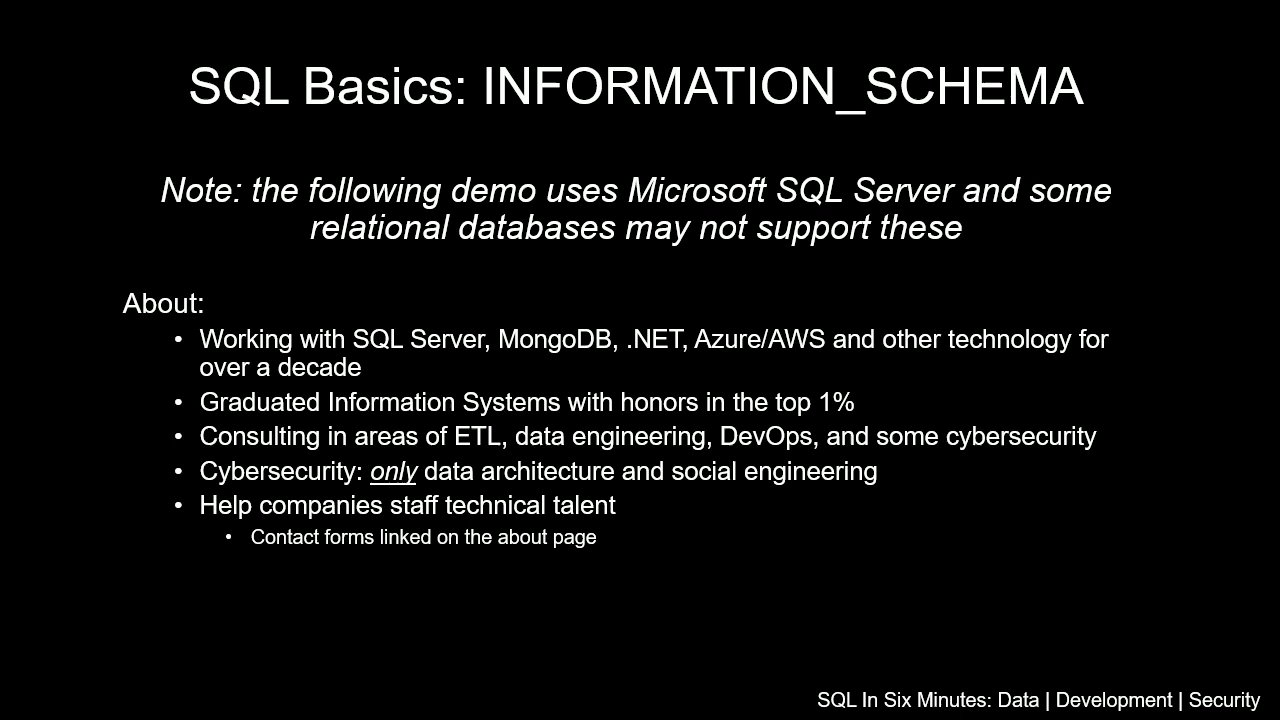 SQL Basics: INFORMATION_SCHEMA
Note: the following demo uses Microsoft SQL Server and some
relational databases may not support these
About:
• Working with SQL Server, MongoDB, .NET, Azure/AWS and other technology for
over a decade
• Graduated Information Systems with honors in the top 1%
• Consulting in areas of ETL, data engineering, DevOps, and some cybersecurity
• Cybersecurity: only data architecture and social engineering
• Help companies staff technical talent
• Contact forms linked on the about page
SQL In Six Minutes: Data | Development | Security